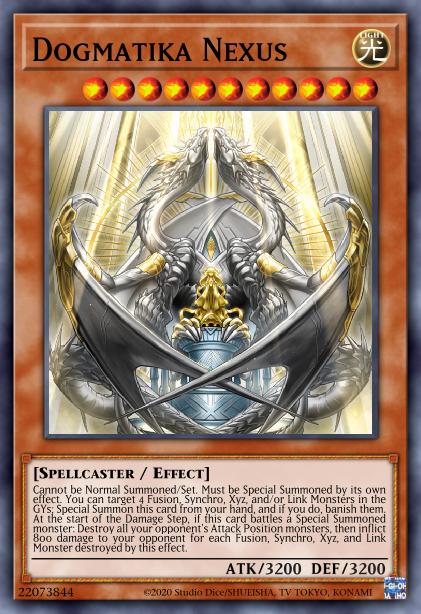 DOGMATIKA NEXUS
LIGHT
光
[SPELLCASTER / EFFECT]
Cannot be Normal Summoned/Set. Must be Special Summoned by its own
effect. You can target 4 Fusion, Synchro, Xyz, and/or Link Monsters in the
GYs; Special Summon this card from your hand, and if you do, banish them.
At the start of the Damage Step, if this card battles a Special Summoned
monster: Destroy all your opponent's Attack Position monsters, then inflict
800 damage to your opponent for each Fusion, Synchro, Xyz, and Link
Monster destroyed by this effect.
ATK/3200 DEF/3200
22073844 ©2020 Studio Dice/SHUEISHA, TV TOKYO, KONAMI